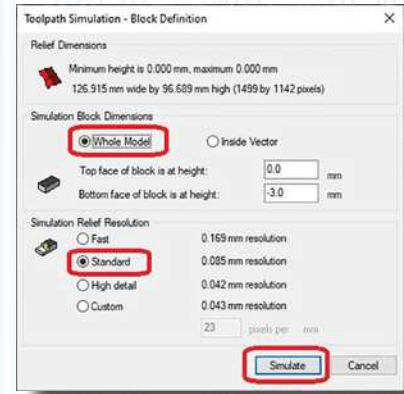 Toolpath Simulation - Block Definition
Relief Dimensions
Minimum height is 0.000 mm, maximum 0.000 mm
126.915 mm wide by 96.689 mm high (1499 by 1142 pixels)
Simulation Block Dimensions
Whole Model Inside Vector
Top face of block is at height: 0.0 mm
Bottom face of block is at height: -3.0 mm
Simulation Relief Resolution
Fast 0.169 mm resolution
Standard 0.085 mm resolution
High detail 0.042 mm resolution
Custom 0.043 mm resolution
23 pixels per mm
Simulate Cancel